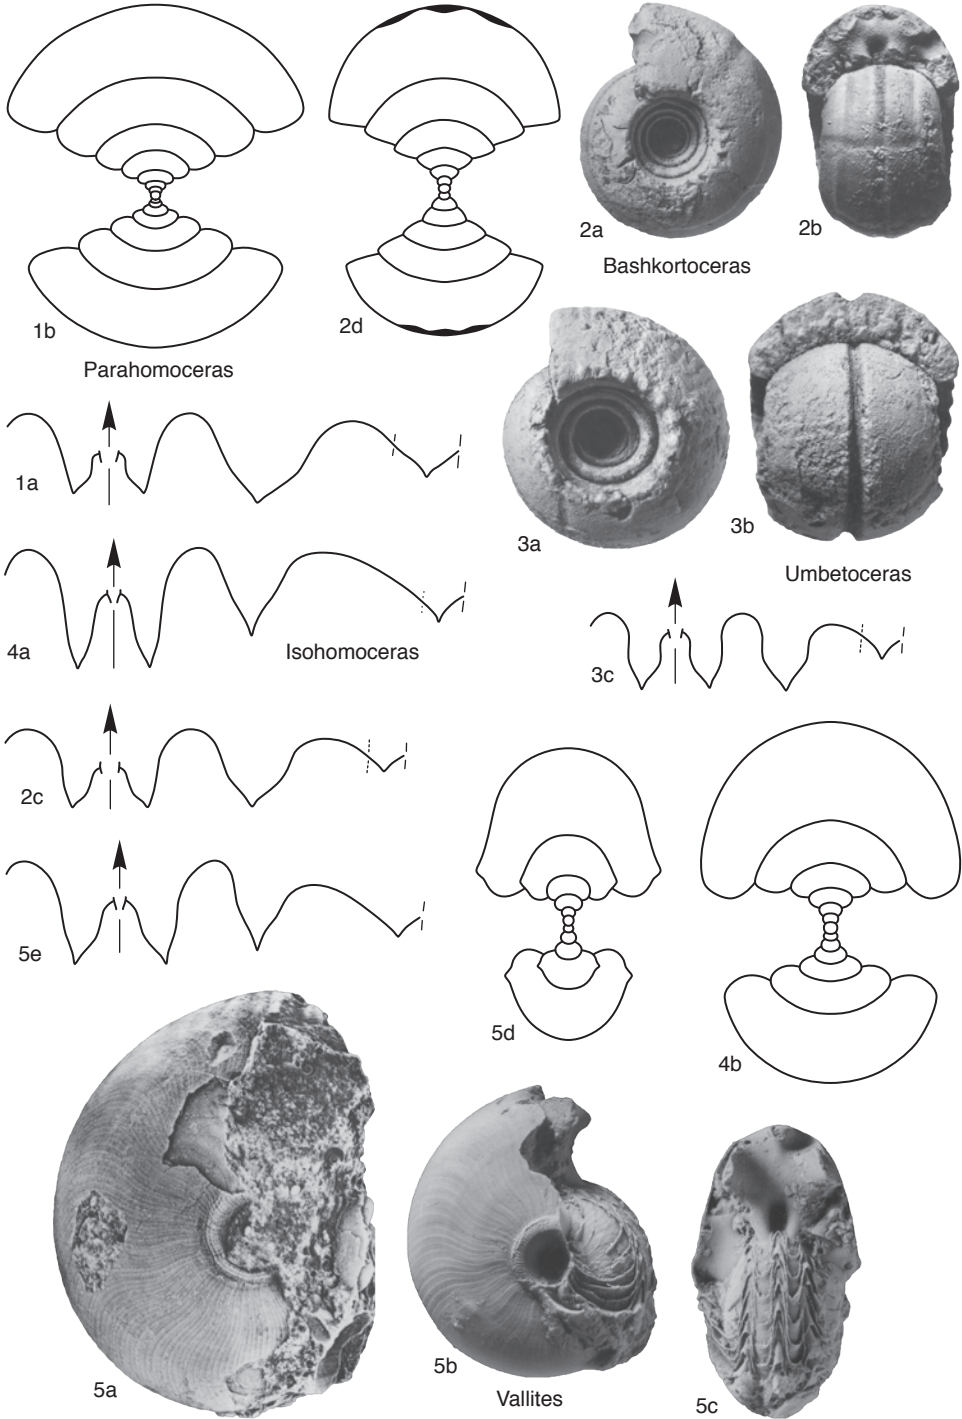 2a
2b
Bashkortoceras
1b
2d
Parahomoceras
1a
3a
3b
Umbetoceras
4a
Isohomoceras
3c
2c
5e
5d
4b
5a
5b
Vallites
5c